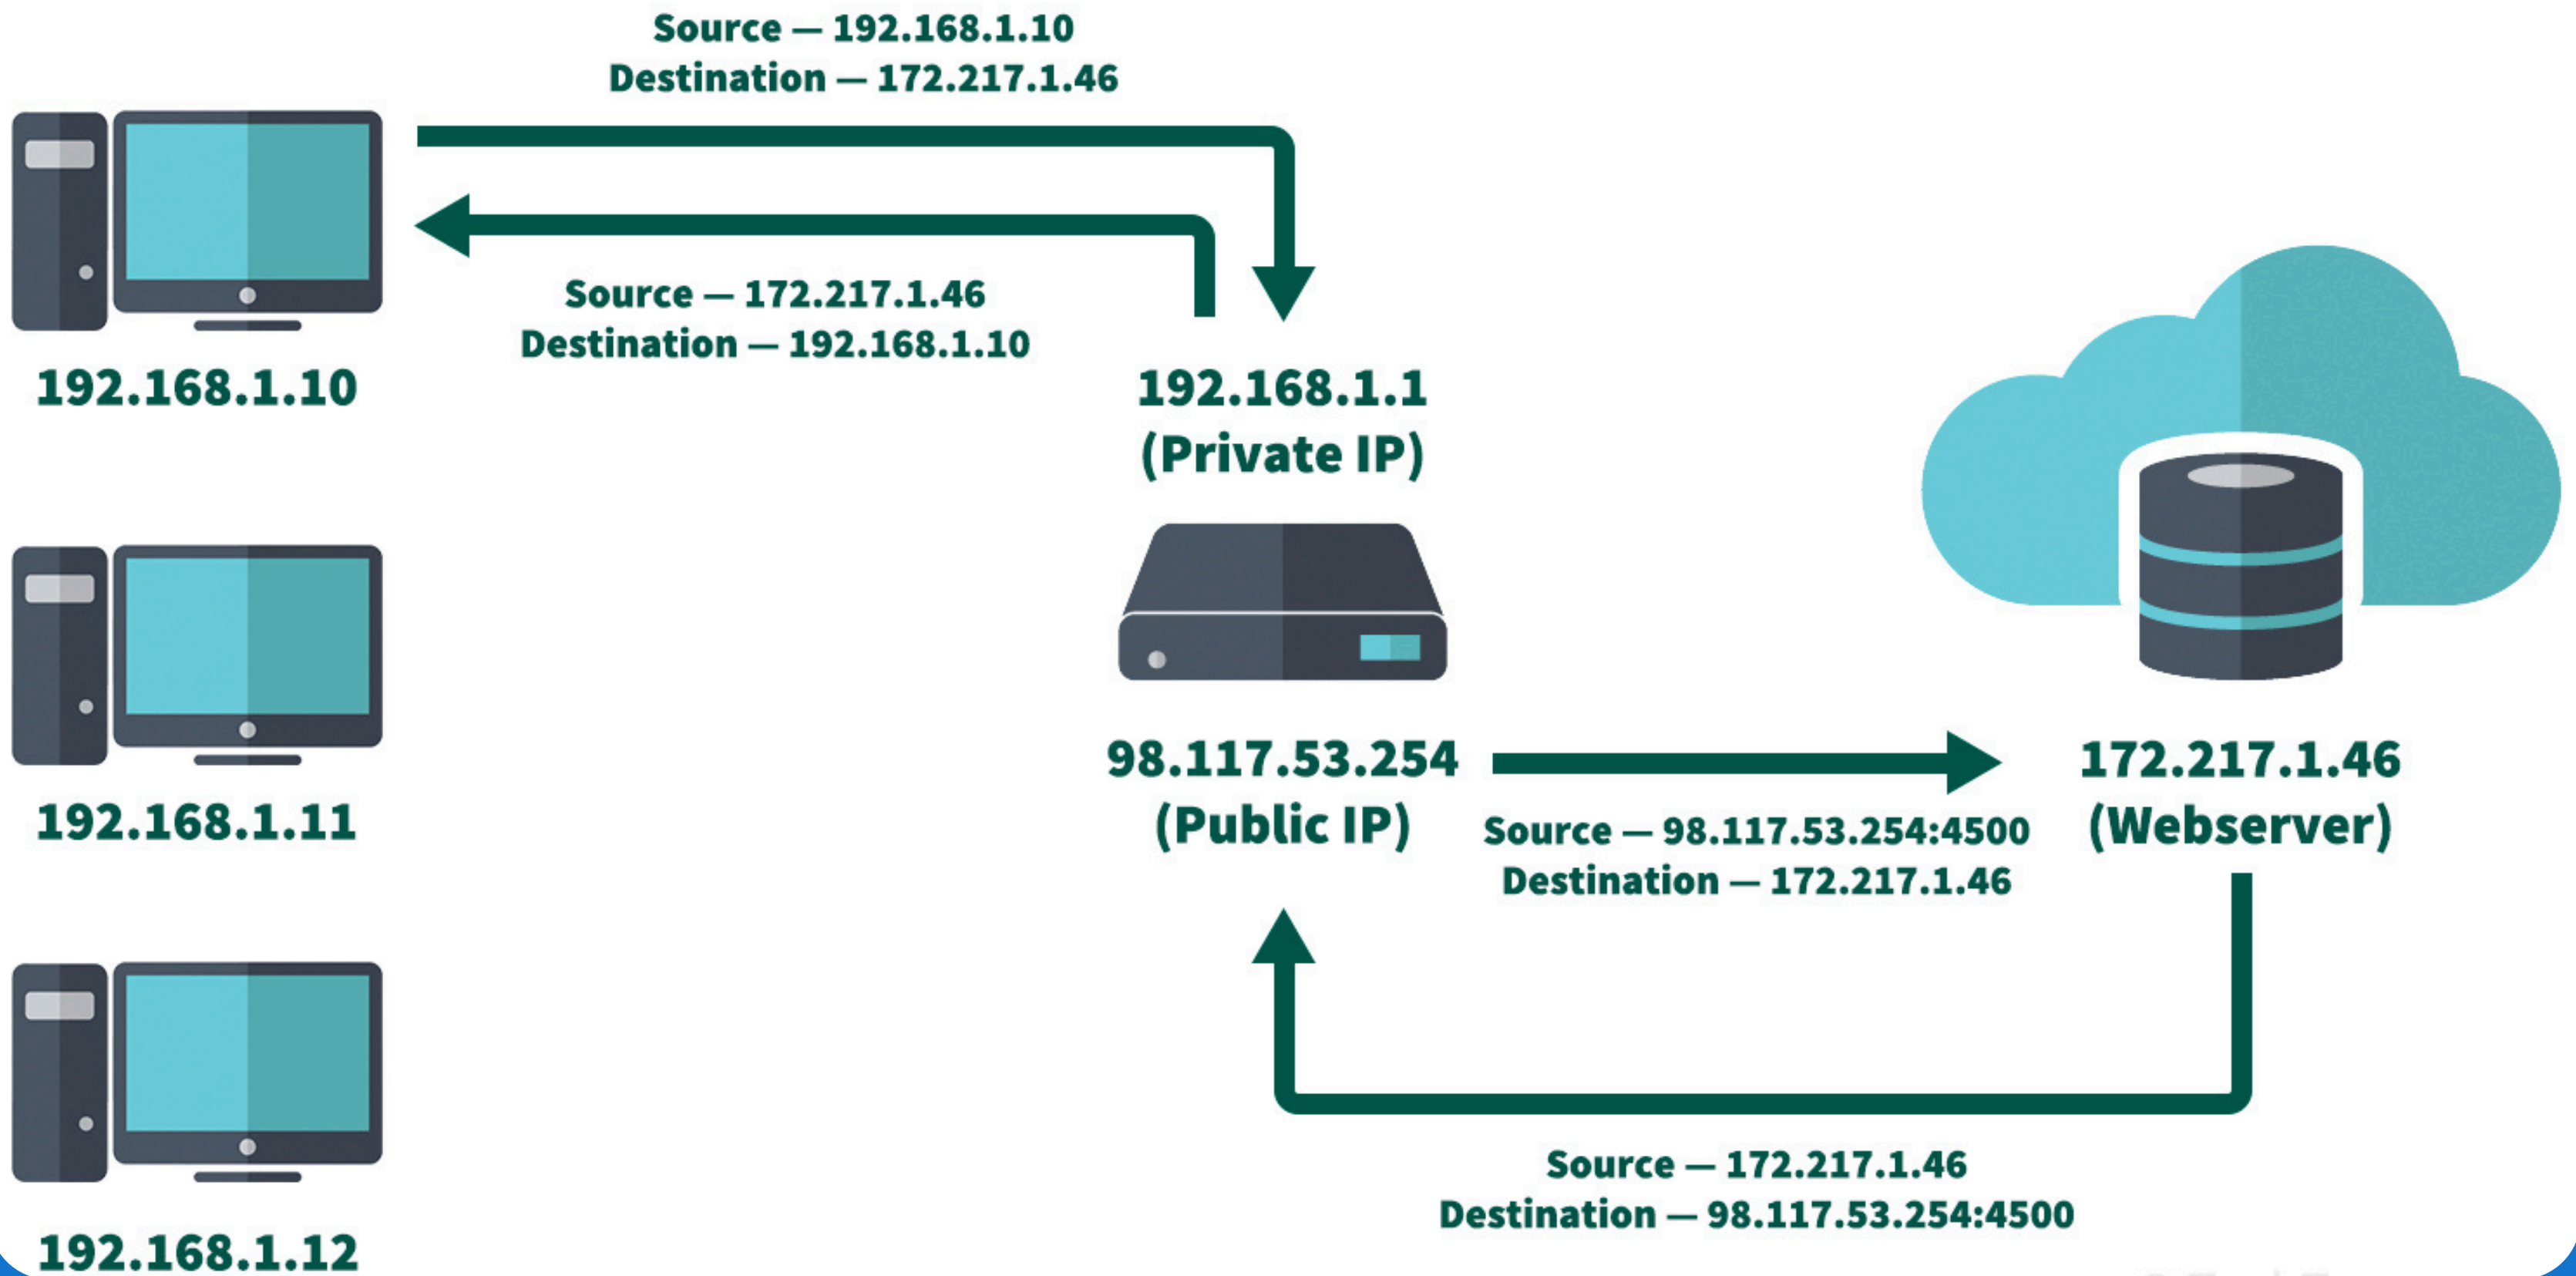 Source — 192.168.1.10
Destination — 172.217.1.46
Source — 172.217.1.46
Destination — 192.168.1.10
192.168.1.10
192.168.1.1
(Private IP)
192.168.1.11
98.117.53.254
(Public IP)
Source — 98.117.53.254:4500
Destination — 172.217.1.46
172.217.1.46
(Webserver)
Source — 172.217.1.46
Destination — 98.117.53.254:4500
192.168.1.12